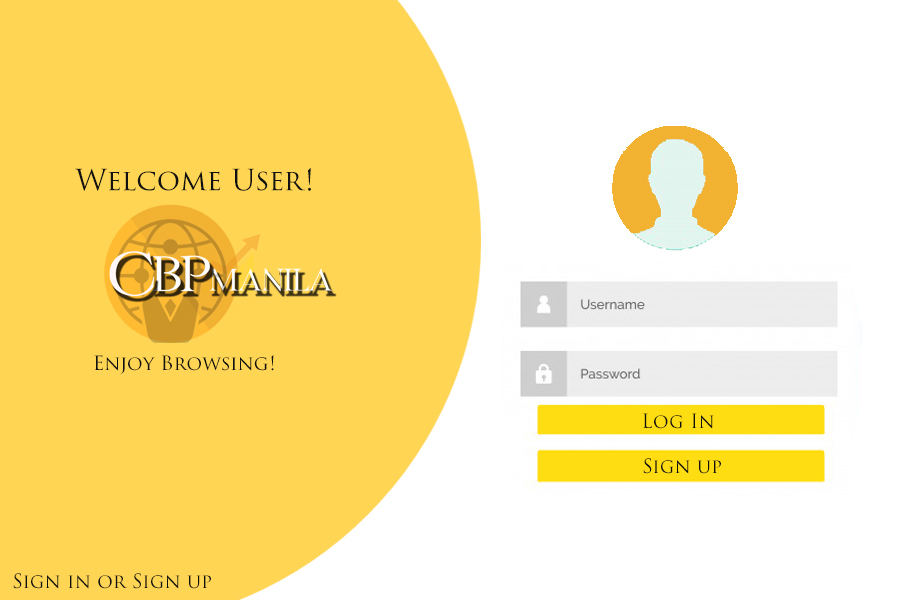 Welcome User!
CBPmanila
Enjoy Browsing!
Sign in or Sign up
Username
Password
Log In
Sign up